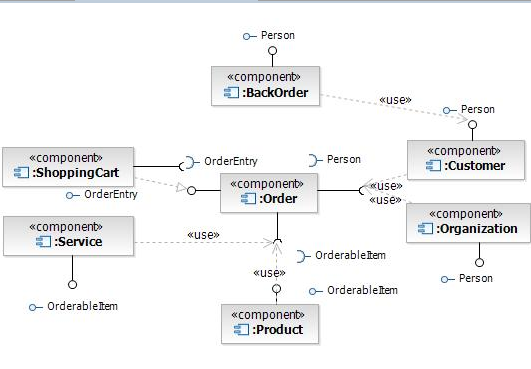 Person
«component»
:BackOrder
«use»
Person
«component»
:ShoppingCart
OrderEntry
Person
«component»
:Customer
OrderEntry
«component»
:Order
«use»
«use»
«component»
:Service
«use»
«component»
:Organization
OrderableItem
«use»
Person
OrderableItem
OrderableItem
«component»
:Product